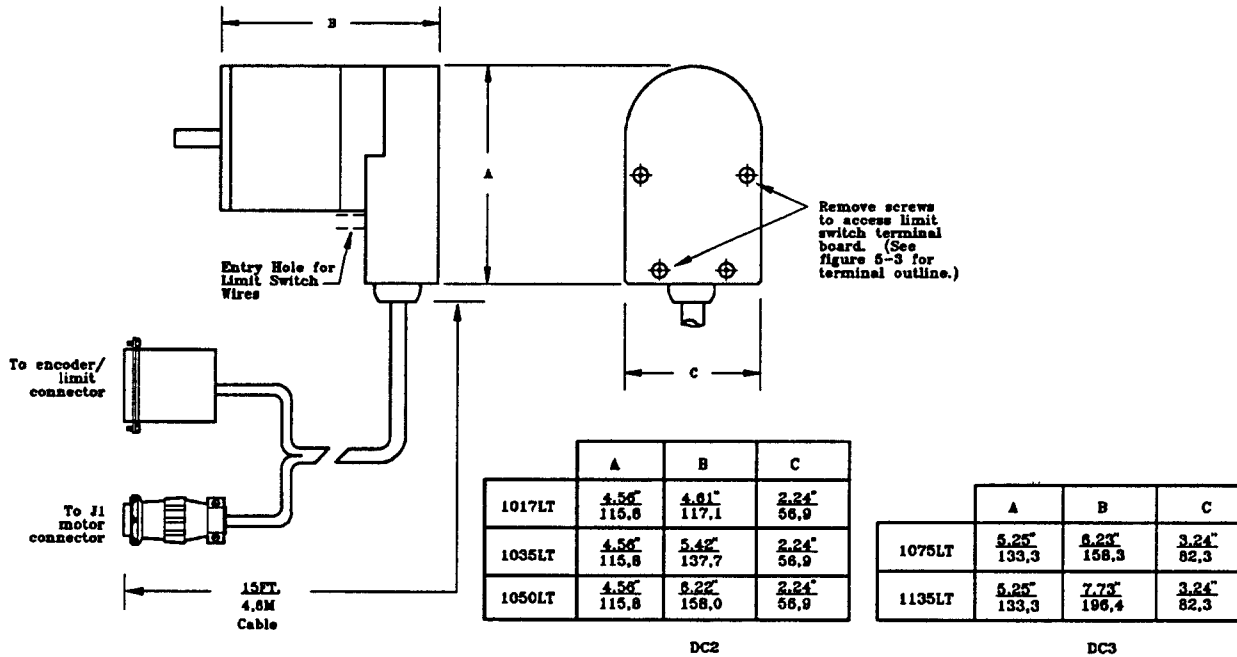 B
A
Remove screws
to access limit
switch terminal
board. (See
figure 5-3 for
terminal outline.)
Entry Hole for
Limit Switch
Wires
To encoder/
limit
connector
C
To J1
motor
connector
15FT.
4,6M
Cable
A B C
1017LT 4.56" 4.61" 2.24"
115,8 117,1 56,9
1035LT 4.56" 5.42" 2.24"
115,8 137,7 56,9
1050LT 4.56" 6.22" 2.24"
115,8 158,0 56,9
DC2
A B C
1075LT 5.25" 6.23" 3.24"
133,3 158,3 82,3
1135LT 5.25" 7.73" 3.24"
133,3 196,4 82,3
DC3